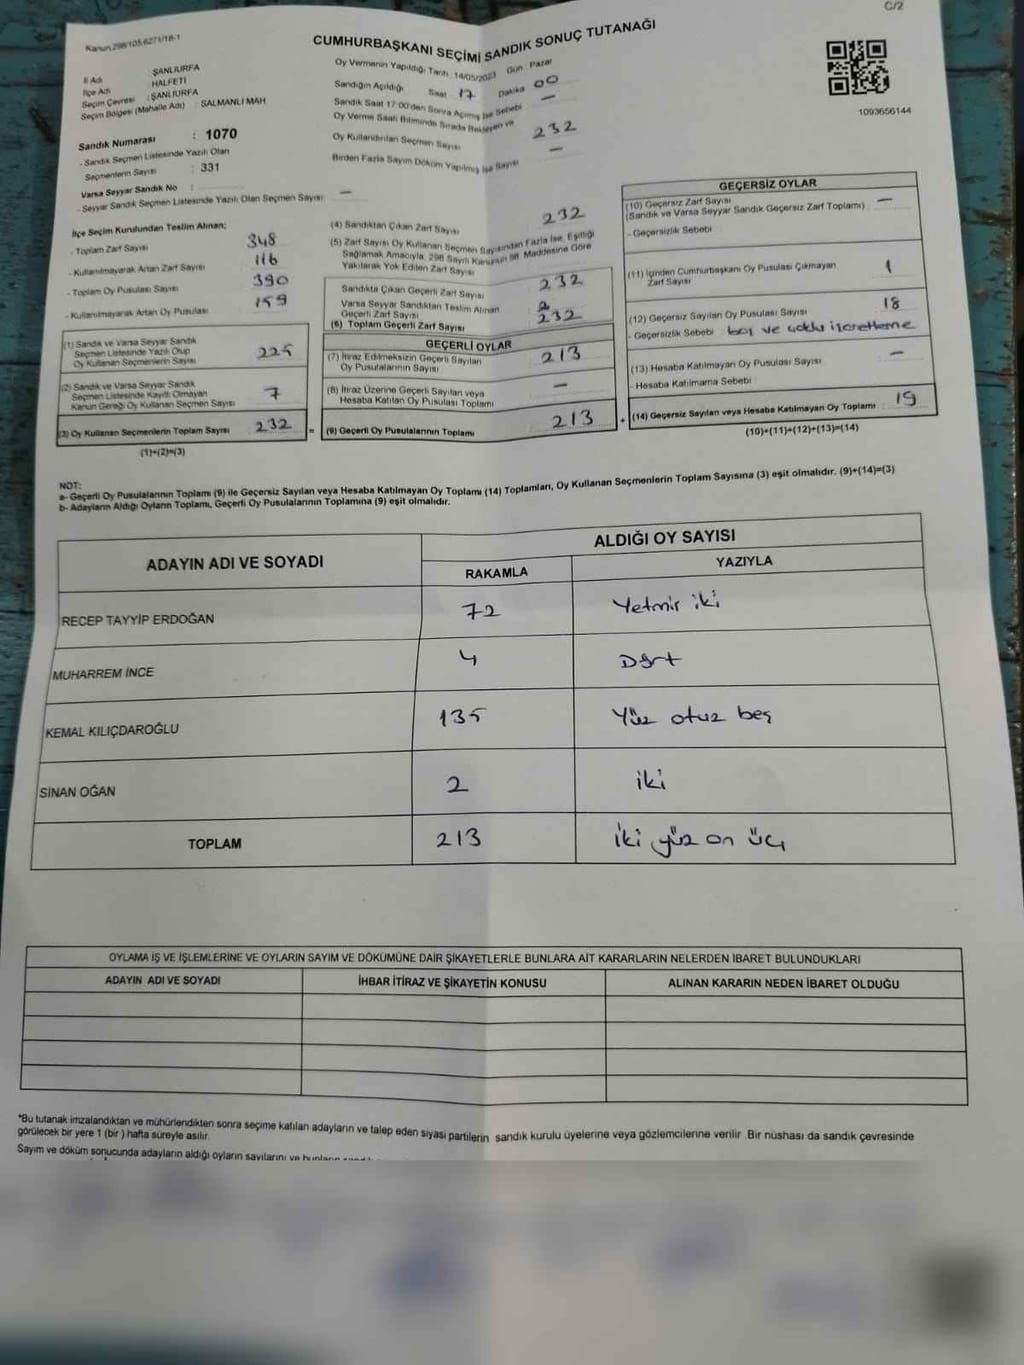 C/2
Kanun 298/105.6271/18-1
CUMHURBAŞKANI SEÇİMİ SANDIK SONUÇ TUTANAĞI
1093656144
İl Adı : ŞANLIURFA
İlçe Adı : HALFETİ
Seçim Çevresi : ŞANLIURFA
Seçim Bölgesi (Mahalle Adı) : SALMANLI MAH
Sandık Numarası : 1070
- Sandık Seçmen Listesinde Yazılı Olan
Seçmenlerin Sayısı : 331
Varsa Seyyar Sandık No :
- Seyyar Sandık Seçmen Listesinde Yazılı Olan Seçmen Sayısı: —
Oy Vermenin Yapıldığı Tarih :14/05/2023 Gün : Pazar
Sandığın Açıldığı Saat 17 Dakika 00
Sandık Saat 17:00'den Sonra Açılmış İse Sebebi —
Oy Verme Saati Bitiminde Sırada Bekleyen ve
Oy Kullandırılan Seçmen Sayısı 232
Birden Fazla Sayım Döküm Yapılmış İse Sayısı —
İlçe Seçim Kurulundan Teslim Alınan;
- Toplam Zarf Sayısı 348
- Kullanılmayarak Artan Zarf Sayısı 116
- Toplam Oy Pusulası Sayısı 390
- Kullanılmayarak Artan Oy Pusulası 159
(1) Sandık ve Varsa Seyyar Sandık
Seçmen Listesinde Yazılı Olup
Oy Kullanan Seçmenlerin Sayısı 225
(2) Sandık ve Varsa Seyyar Sandık
Seçmen Listesinde Kayıtlı Olmayan
Kanun Gereği Oy Kullanan Seçmen Sayısı 7
(3) Oy Kullanan Seçmenlerin Toplam Sayısı 232
(1)+(2)=(3)
(4) Sandıktan Çıkan Zarf Sayısı 232
(5) Zarf Sayısı Oy Kullanan Seçmen Sayısından Fazla İse, Eşitliği
Sağlamak Amacıyla, 298 Sayılı Kanunun 98. Maddesine Göre
Yakılarak Yok Edilen Zarf Sayısı
Sandıkta Çıkan Geçerli Zarf Sayısı 232
Varsa Seyyar Sandıktan Teslim Alınan
Geçerli Zarf Sayısı
(6) Toplam Geçerli Zarf Sayısı 232
GEÇERLİ OYLAR
(7) İtiraz Edilmeksizin Geçerli Sayılan
Oy Pusulalarının Sayısı 213
(8) İtiraz Üzerine Geçerli Sayılan veya
Hesaba Katılan Oy Pusulası Toplamı —
= (9) Geçerli Oy Pusulalarının Toplamı 213
GEÇERSİZ OYLAR
(10) Geçersiz Zarf Sayısı —
(Sandık ve Varsa Seyyar Sandık Geçersiz Zarf Toplamı)
- Geçersizlik Sebebi
(11) İçinden Cumhurbaşkanı Oy Pusulası Çıkmayan
Zarf Sayısı 1
(12) Geçersiz Sayılan Oy Pusulası Sayısı 18
- Geçersizlik Sebebi boş ve çoklu işaretleme
(13) Hesaba Katılmayan Oy Pusulası Sayısı —
- Hesaba Katılmama Sebebi
+ (14) Geçersiz Sayılan veya Hesaba Katılmayan Oy Toplamı 19
(10)+(11)+(12)+(13)=(14)
NOT:
a- Geçerli Oy Pusulalarının Toplamı (9) ile Geçersiz Sayılan veya Hesaba Katılmayan Oy Toplamı (14) Toplamları, Oy Kullanan Seçmenlerin Toplam Sayısına (3) eşit olmalıdır. (9)+(14)=(3)
b- Adayların Aldığı Oyların Toplamı, Geçerli Oy Pusulalarının Toplamına (9) eşit olmalıdır.
ADAYIN ADI VE SOYADI ALDIĞI OY SAYISI
RAKAMLA YAZIYLA
RECEP TAYYİP ERDOĞAN 72 Yetmiş iki
MUHARREM İNCE 4 Dört
KEMAL KILIÇDAROĞLU 135 Yüz otuz beş
SİNAN OĞAN 2 iki
TOPLAM 213 iki yüz on üç
OYLAMA İŞ VE İŞLEMLERİNE VE OYLARIN SAYIM VE DÖKÜMÜNE DAİR ŞİKAYETLERLE BUNLARA AİT KARARLARIN NELERDEN İBARET BULUNDUKLARI
ADAYIN ADI VE SOYADI İHBAR İTİRAZ VE ŞİKAYETİN KONUSU ALINAN KARARIN NEDEN İBARET OLDUĞU
*Bu tutanak imzalandıktan ve mühürlendikten sonra seçime katılan adayların ve talep eden siyasi partilerin sandık kurulu üyelerine veya gözlemcilerine verilir. Bir nüshası da sandık çevresinde
görülecek bir yere 1 (bir) hafta süreyle asılır.
Sayım ve döküm sonucunda adayların aldığı oyların sayılarını ve